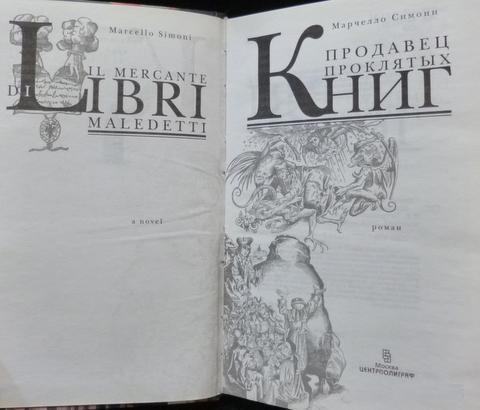 Marcello Simoni
IL MERCANTE
DI LIBRI
MALEDETTI
a novel
Марчелло Симони
ПРОДАВЕЦ
ПРОКЛЯТЫХ
КНИГ
роман
Москва
ЦЕНТРПОЛИГРАФ